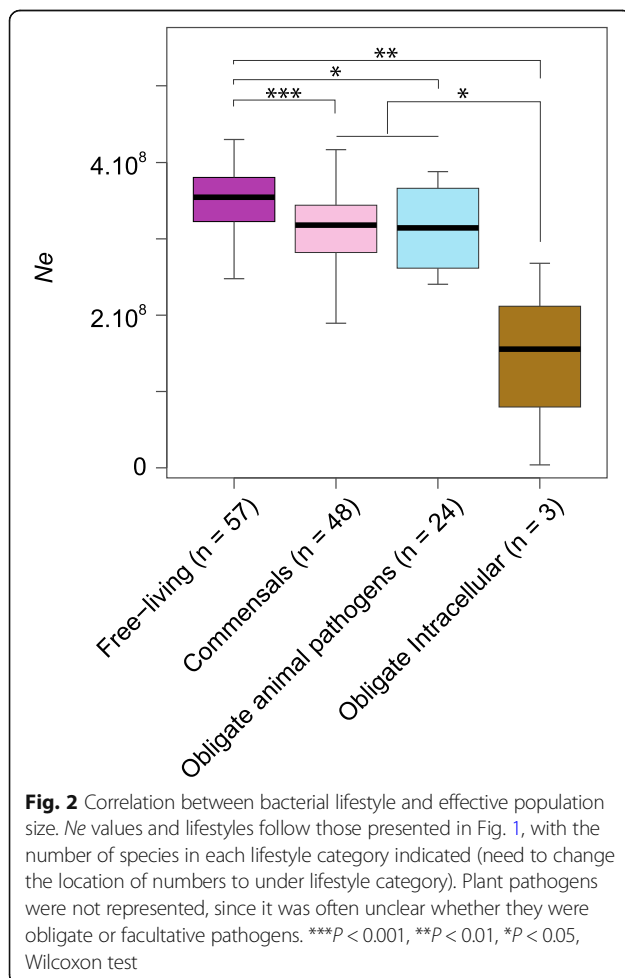 **
*
***
*
4.10⁸
Ne
2.10⁸
0
Free−living (n = 57)
Commensals (n = 48)
Obligate animal pathogens (n = 24)
Obligate Intracellular (n = 3)
Fig. 2 Correlation between bacterial lifestyle and effective population
size. Ne values and lifestyles follow those presented in Fig. 1, with the
number of species in each lifestyle category indicated (need to change
the location of numbers to under lifestyle category). Plant pathogens
were not represented, since it was often unclear whether they were
obligate or facultative pathogens. ***P < 0.001, **P < 0.01, *P < 0.05,
Wilcoxon test